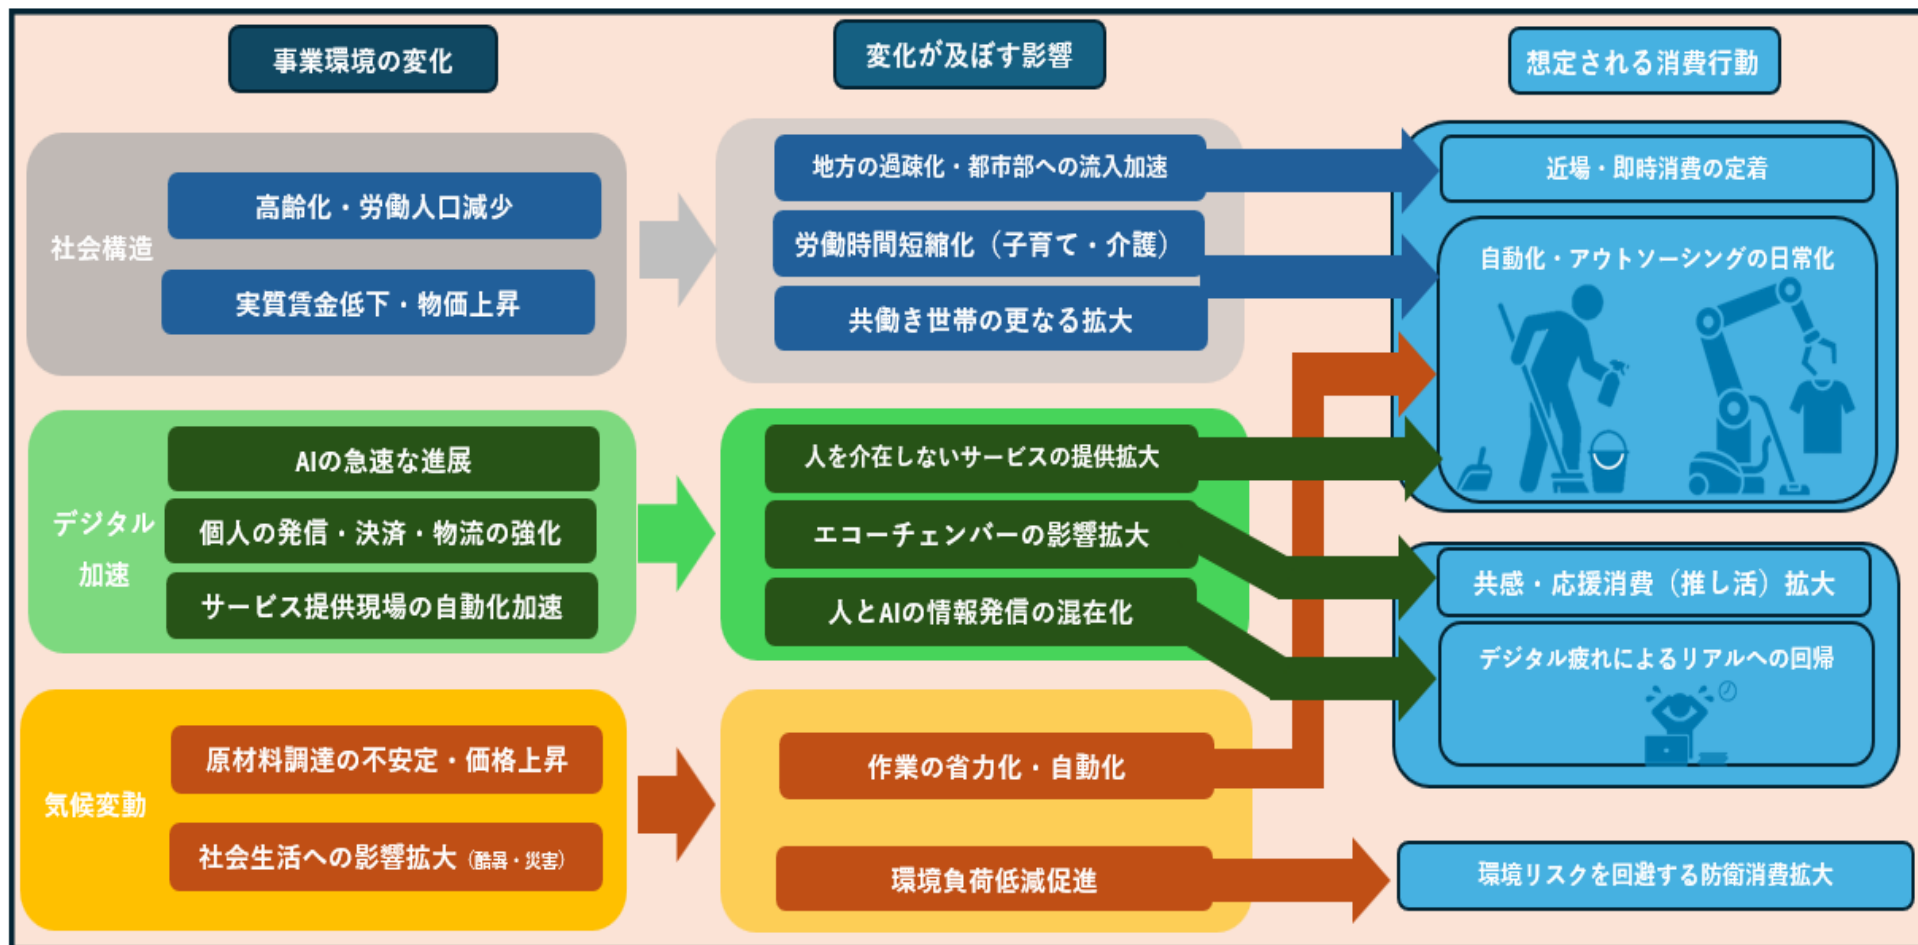 事業環境の変化
変化が及ぼす影響
想定される消費行動
社会構造
高齢化・労働人口減少
実質賃金低下・物価上昇
地方の過疎化・都市部への流入加速
労働時間短縮化（子育て・介護）
共働き世帯の更なる拡大
近場・即時消費の定着
自動化・アウトソーシングの日常化
デジタル
加速
AIの急速な進展
個人の発信・決済・物流の強化
サービス提供現場の自動化加速
人を介在しないサービスの提供拡大
エコーチェンバーの影響拡大
人とAIの情報発信の混在化
共感・応援消費（推し活）拡大
デジタル疲れによるリアルへの回帰
気候変動
原材料調達の不安定・価格上昇
社会生活への影響拡大（酷暑・災害）
作業の省力化・自動化
環境負荷低減促進
環境リスクを回避する防衛消費拡大